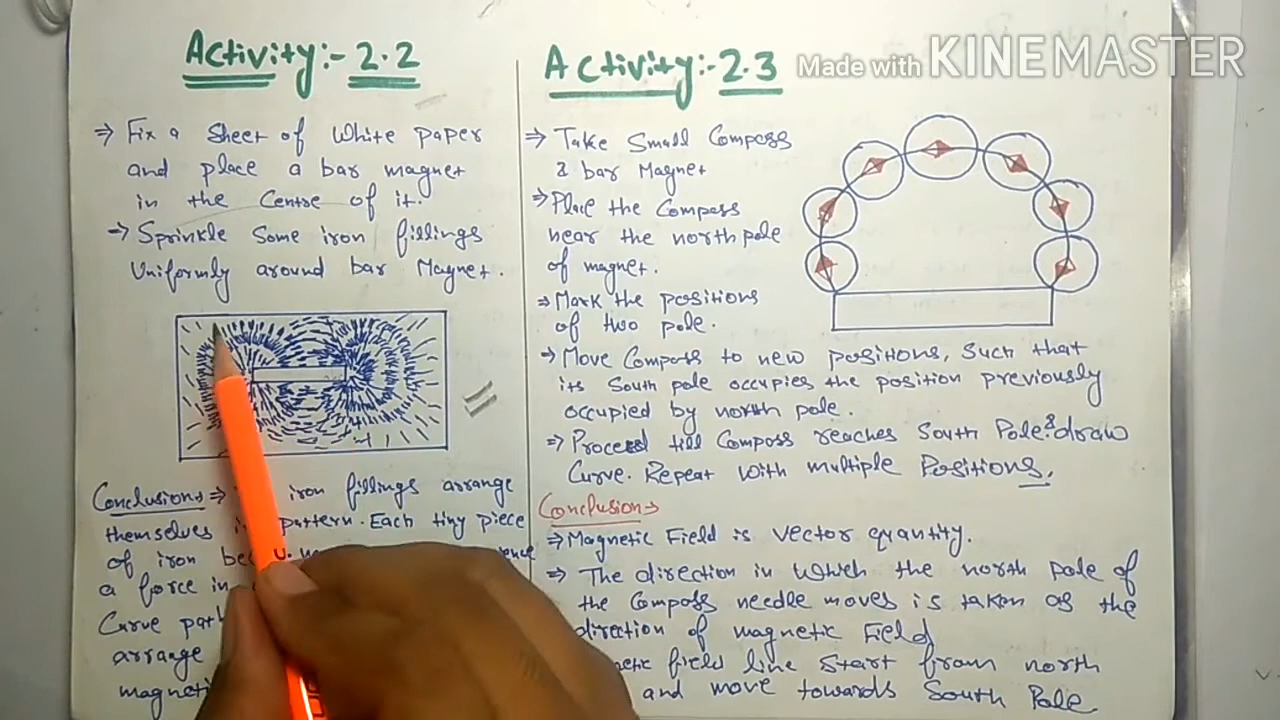 Activity:- 2.2
⇒ Fix a Sheet of White paper
and place a bar magnet
in the Centre of it.
⇒ Sprinkle Some iron fillings
Uniformly around bar Magnet.
Conclusion ⇒
iron fillings arrange
themselves in pattern. Each tiny piece
of iron
a force in
Curve path
arrange
Activity:- 2.3
⇒ Take Small Compass
& bar Magnet
⇒ Place the Compass
near the north pole
of magnet.
⇒ Mark the positions
of two pole.
⇒ Move Compass to new positions, Such that
its South pole occupies the position previously
occupied by north pole.
⇒ Proceed till Compass reaches South Pole & draw
Curve. Repeat with multiple Positions.
Conclusion ⇒
⇒ Magnetic Field is vector quantity.
⇒ The direction in which the north pole of
the Compass needle moves is taken as the
direction of magnetic Field
field line Start from north
and move towards South Pole
Made with KINEMASTER